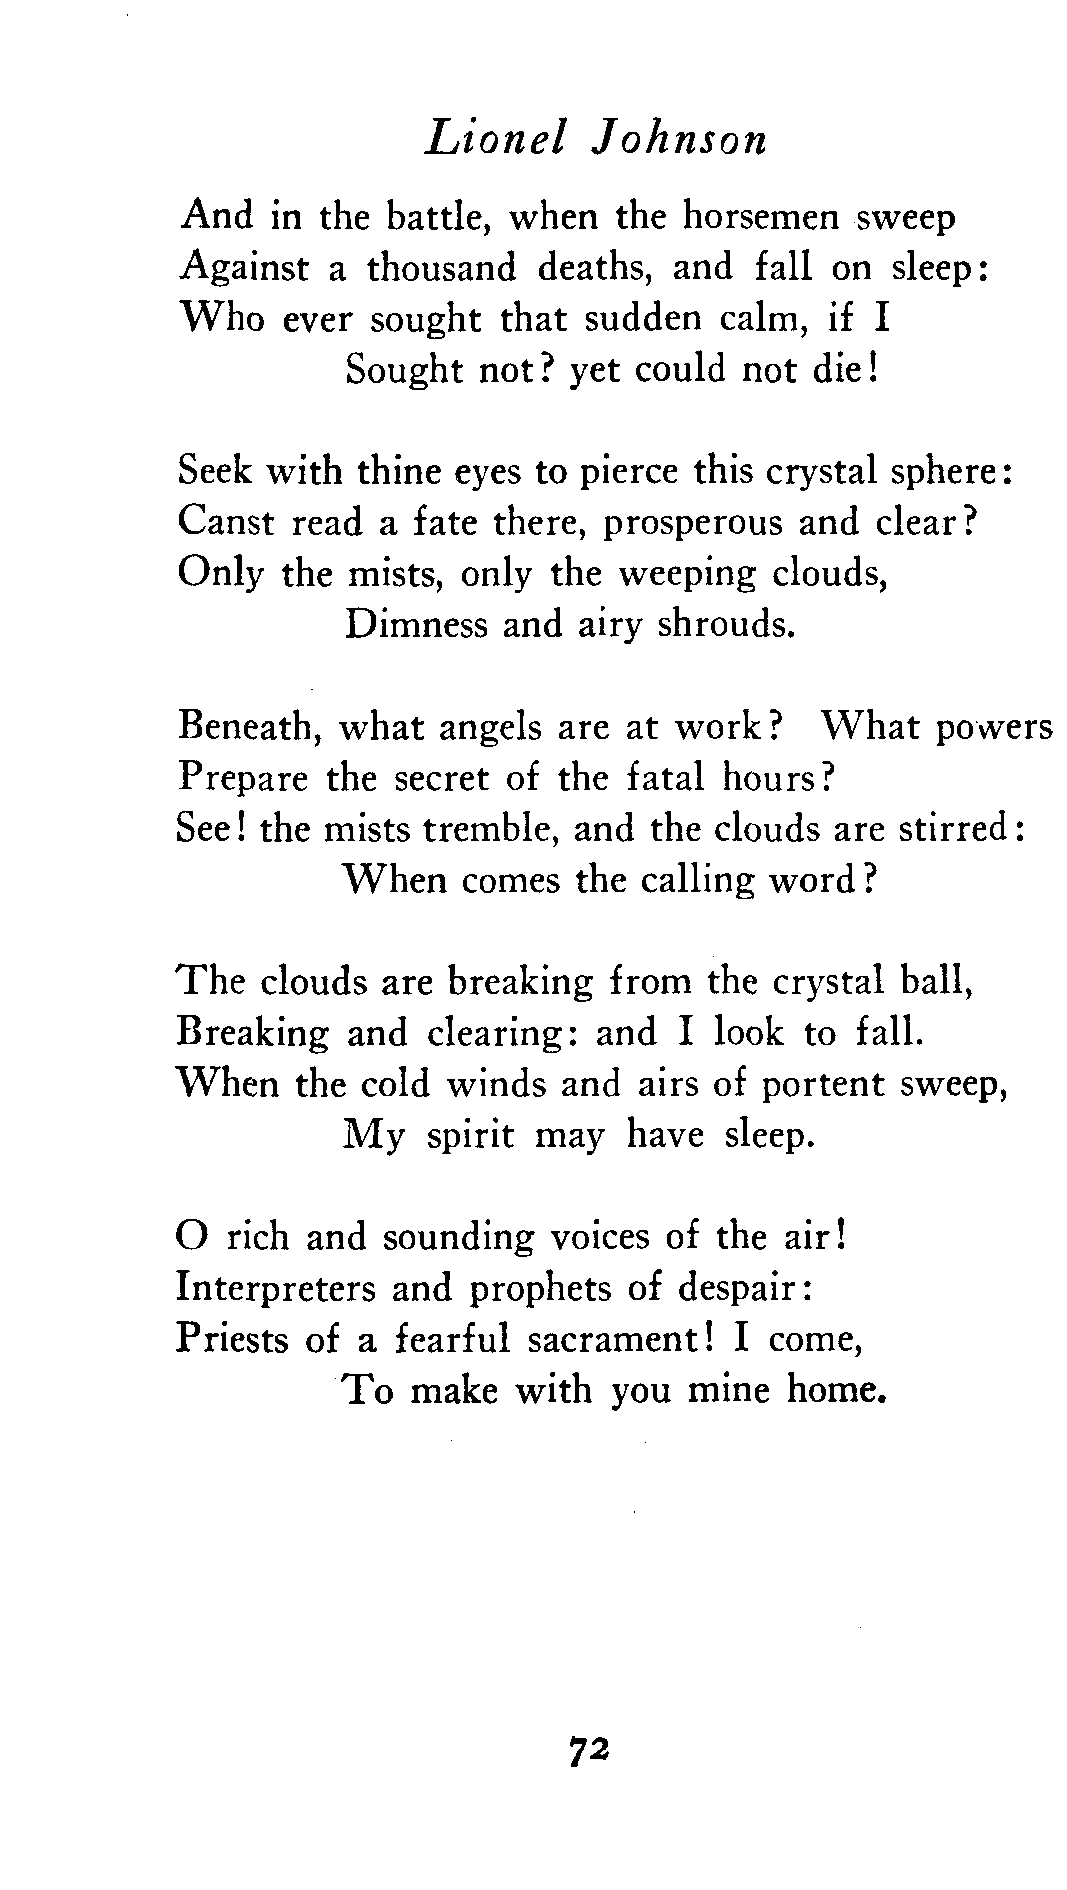 Lionel Johnson
And in the battle, when the horsemen sweep
Against a thousand deaths, and fall on sleep:
Who ever sought that sudden calm, if I
Sought not? yet could not die!
Seek with thine eyes to pierce this crystal sphere:
Canst read a fate there, prosperous and clear?
Only the mists, only the weeping clouds,
Dimness and airy shrouds.
Beneath, what angels are at work? What powers
Prepare the secret of the fatal hours?
See! the mists tremble, and the clouds are stirred:
When comes the calling word?
The clouds are breaking from the crystal ball,
Breaking and clearing: and I look to fall.
When the cold winds and airs of portent sweep,
My spirit may have sleep.
O rich and sounding voices of the air!
Interpreters and prophets of despair:
Priests of a fearful sacrament! I come,
To make with you mine home.
72